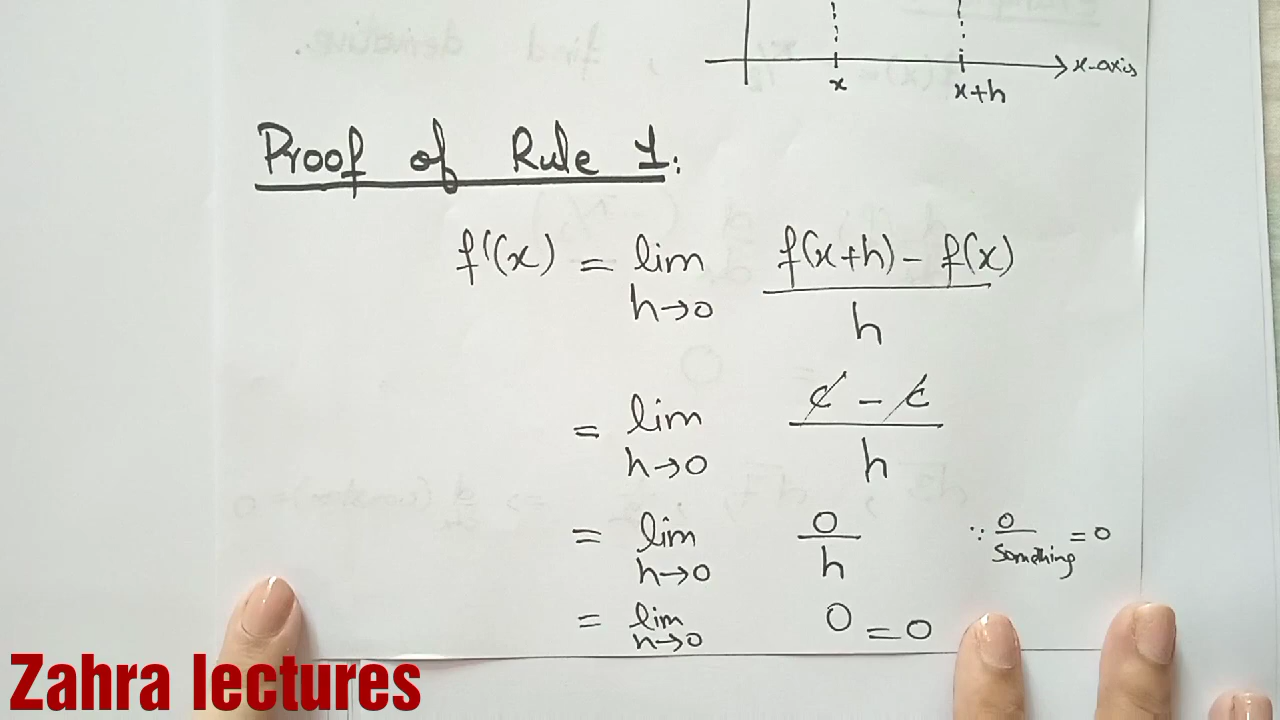 x-axis
x x+h
Proof of Rule 1:
f'(x) = lim f(x+h) - f(x)
h→0 h
= lim c - c
h→0 h
= lim 0 ∵ 0 = 0
h→0 h Something
= lim 0 = 0
h→0
Zahra lectures